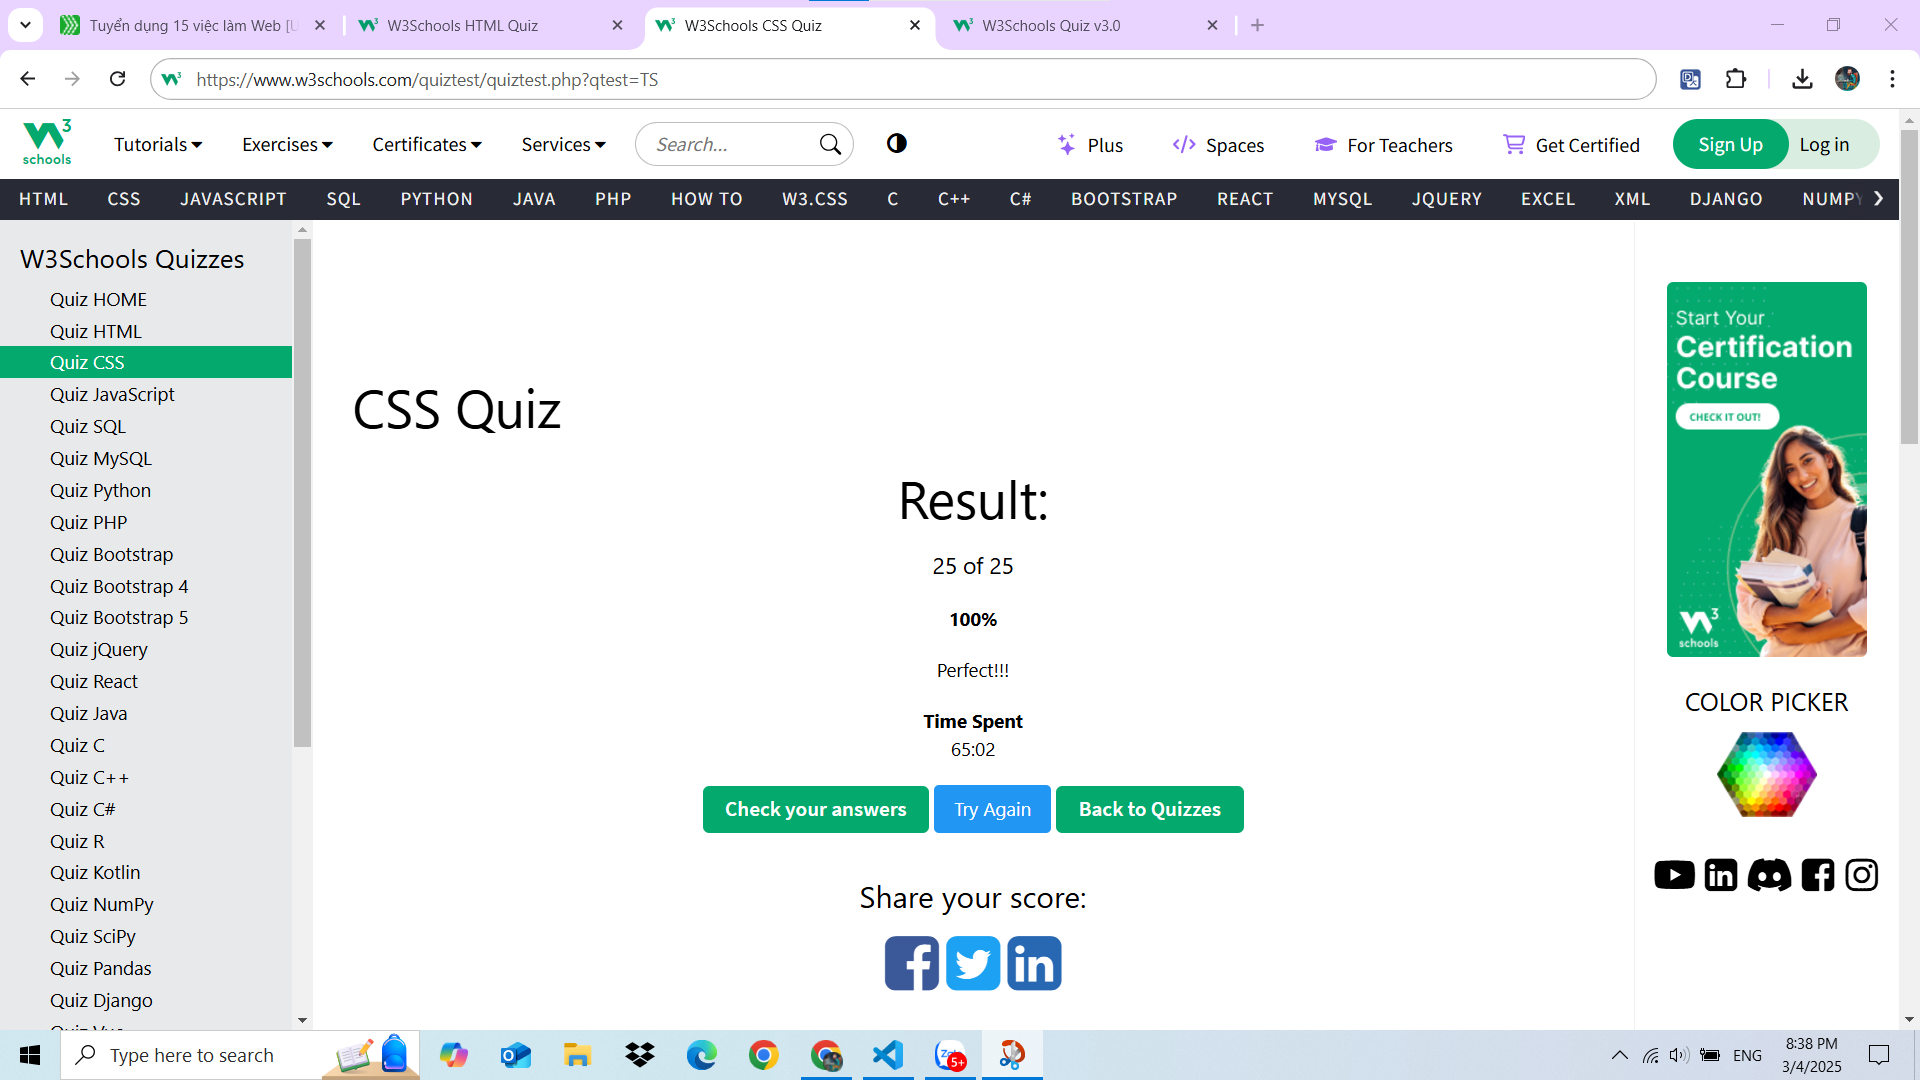 Tuyển dụng 15 việc làm Web [U
W3Schools HTML Quiz
W3Schools CSS Quiz
W3Schools Quiz v3.0
https://www.w3schools.com/quiztest/quiztest.php?qtest=TS
W3
schools
Tutorials
Exercises
Certificates
Services
Search...
Plus
Spaces
For Teachers
Get Certified
Sign Up
Log in
HTML CSS JAVASCRIPT SQL PYTHON JAVA PHP HOW TO W3.CSS C C++ C# BOOTSTRAP REACT MYSQL JQUERY EXCEL XML DJANGO NUMPY
W3Schools Quizzes
Quiz HOME
Quiz HTML
Quiz CSS
Quiz JavaScript
Quiz SQL
Quiz MySQL
Quiz Python
Quiz PHP
Quiz Bootstrap
Quiz Bootstrap 4
Quiz Bootstrap 5
Quiz jQuery
Quiz React
Quiz Java
Quiz C
Quiz C++
Quiz C#
Quiz R
Quiz Kotlin
Quiz NumPy
Quiz SciPy
Quiz Pandas
Quiz Django
CSS Quiz
Result:
25 of 25
100%
Perfect!!!
Time Spent
65:02
Check your answers
Try Again
Back to Quizzes
Share your score:
Start Your
Certification
Course
CHECK IT OUT!
W3
schools
COLOR PICKER
Type here to search
5+
ENG
8:38 PM
3/4/2025